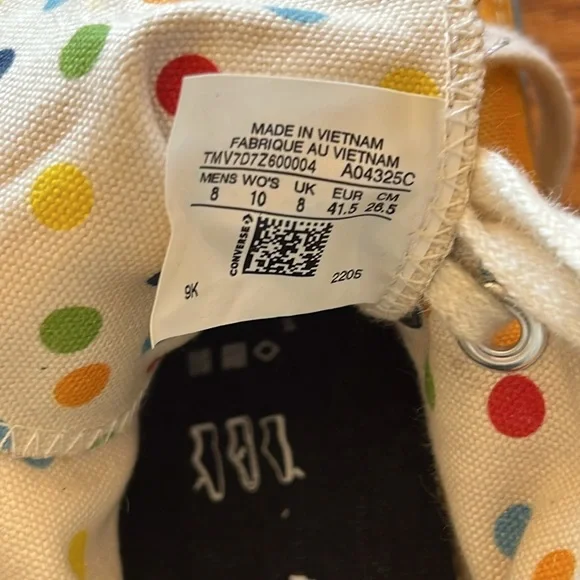 MADE IN VIETNAM
FABRIQUE AU VIETNAM
TMV7D7Z600004 A04325C
MENS WO'S UK EUR CM
8 10 8 41.5 26.5
CONVERSE
9K 2205